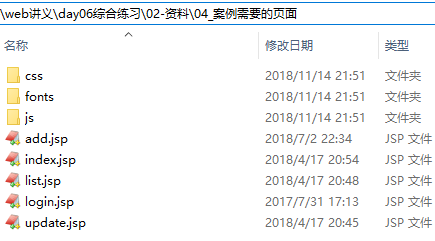 \web讲义\day06综合练习\02-资料\04_案例需要的页面
名称 修改日期 类型
css 2018/11/14 21:51 文件夹
fonts 2018/11/14 21:51 文件夹
js 2018/11/14 21:51 文件夹
add.jsp 2018/7/2 22:34 JSP 文件
index.jsp 2018/4/17 20:54 JSP 文件
list.jsp 2018/4/17 20:48 JSP 文件
login.jsp 2017/7/31 17:13 JSP 文件
update.jsp 2018/4/17 20:45 JSP 文件